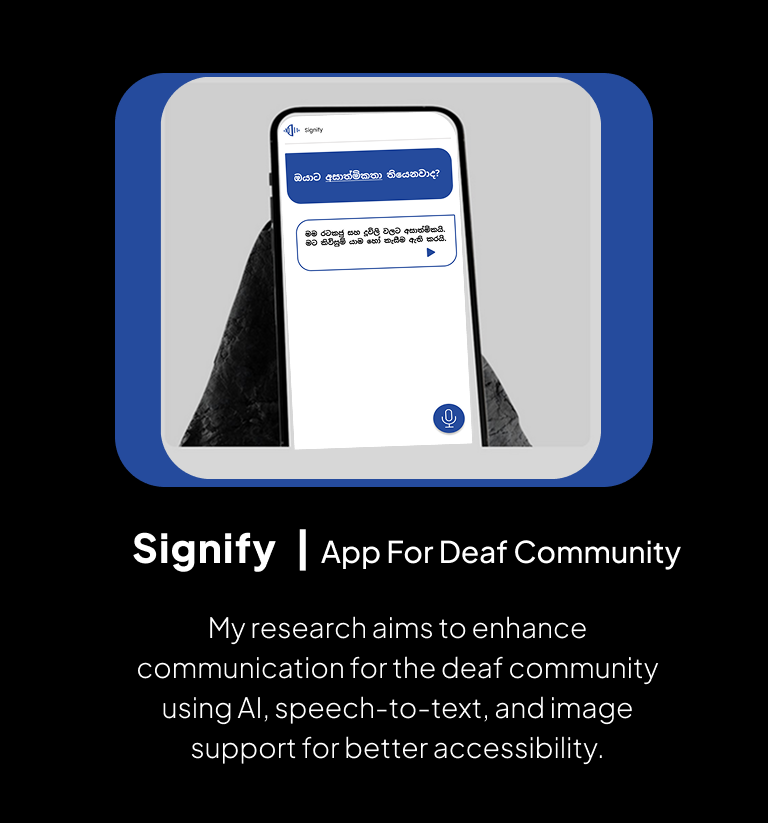 Signify
ඔයාට අසාත්මිකතා තියෙනවාද?
මම රටකජු සහ දූවිලි වලට අසාත්මිකයි.
මට කිවිසුම් යාම හෝ කැසීම ඇති කරයි.
Signify | App For Deaf Community
My research aims to enhance
communication for the deaf community
using AI, speech-to-text, and image
support for better accessibility.